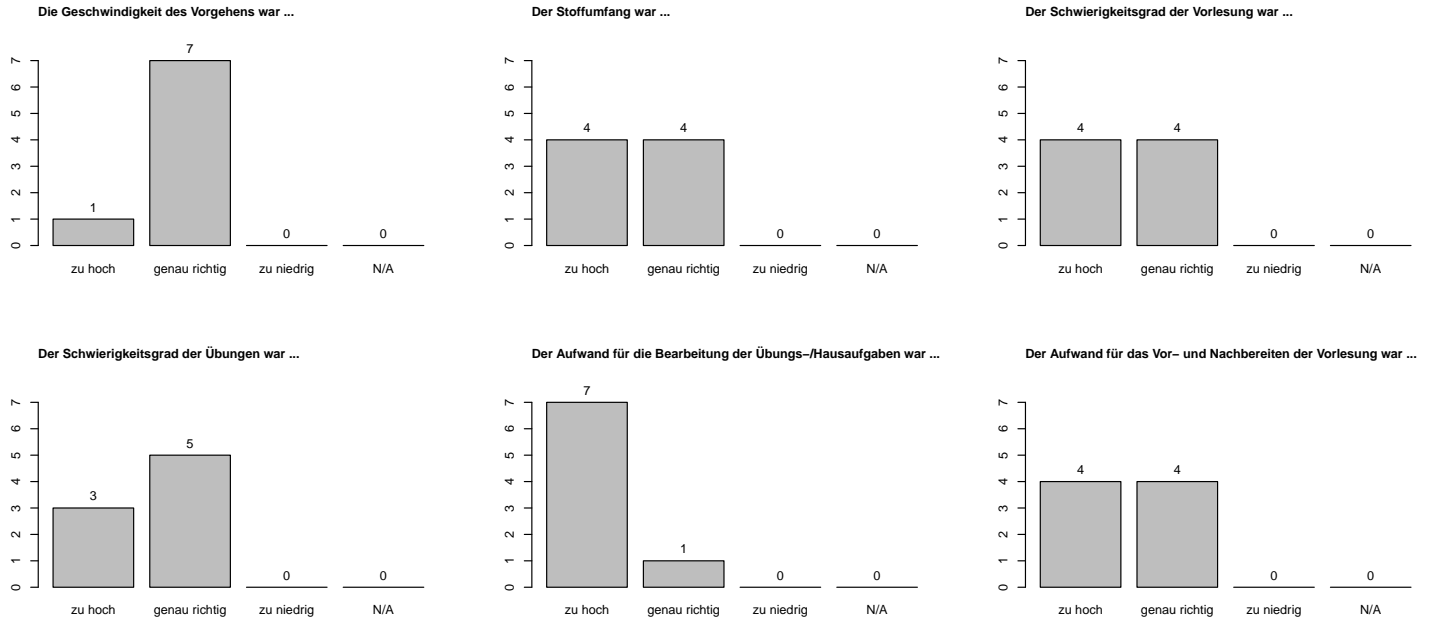 Die Geschwindigkeit des Vorgehens war ...
7
1
0
0
0 1 2 3 4 5 6 7
zu hoch genau richtig zu niedrig N/A
Der Stoffumfang war ...
4
4
0
0
0 1 2 3 4 5 6 7
zu hoch genau richtig zu niedrig N/A
Der Schwierigkeitsgrad der Vorlesung war ...
4
4
0
0
0 1 2 3 4 5 6 7
zu hoch genau richtig zu niedrig N/A
Der Schwierigkeitsgrad der Übungen war ...
3
5
0
0
0 1 2 3 4 5 6 7
zu hoch genau richtig zu niedrig N/A
Der Aufwand für die Bearbeitung der Übungs−/Hausaufgaben war ...
7
1
0
0
0 1 2 3 4 5 6 7
zu hoch genau richtig zu niedrig N/A
Der Aufwand für das Vor− und Nachbereiten der Vorlesung war ...
4
4
0
0
0 1 2 3 4 5 6 7
zu hoch genau richtig zu niedrig N/A